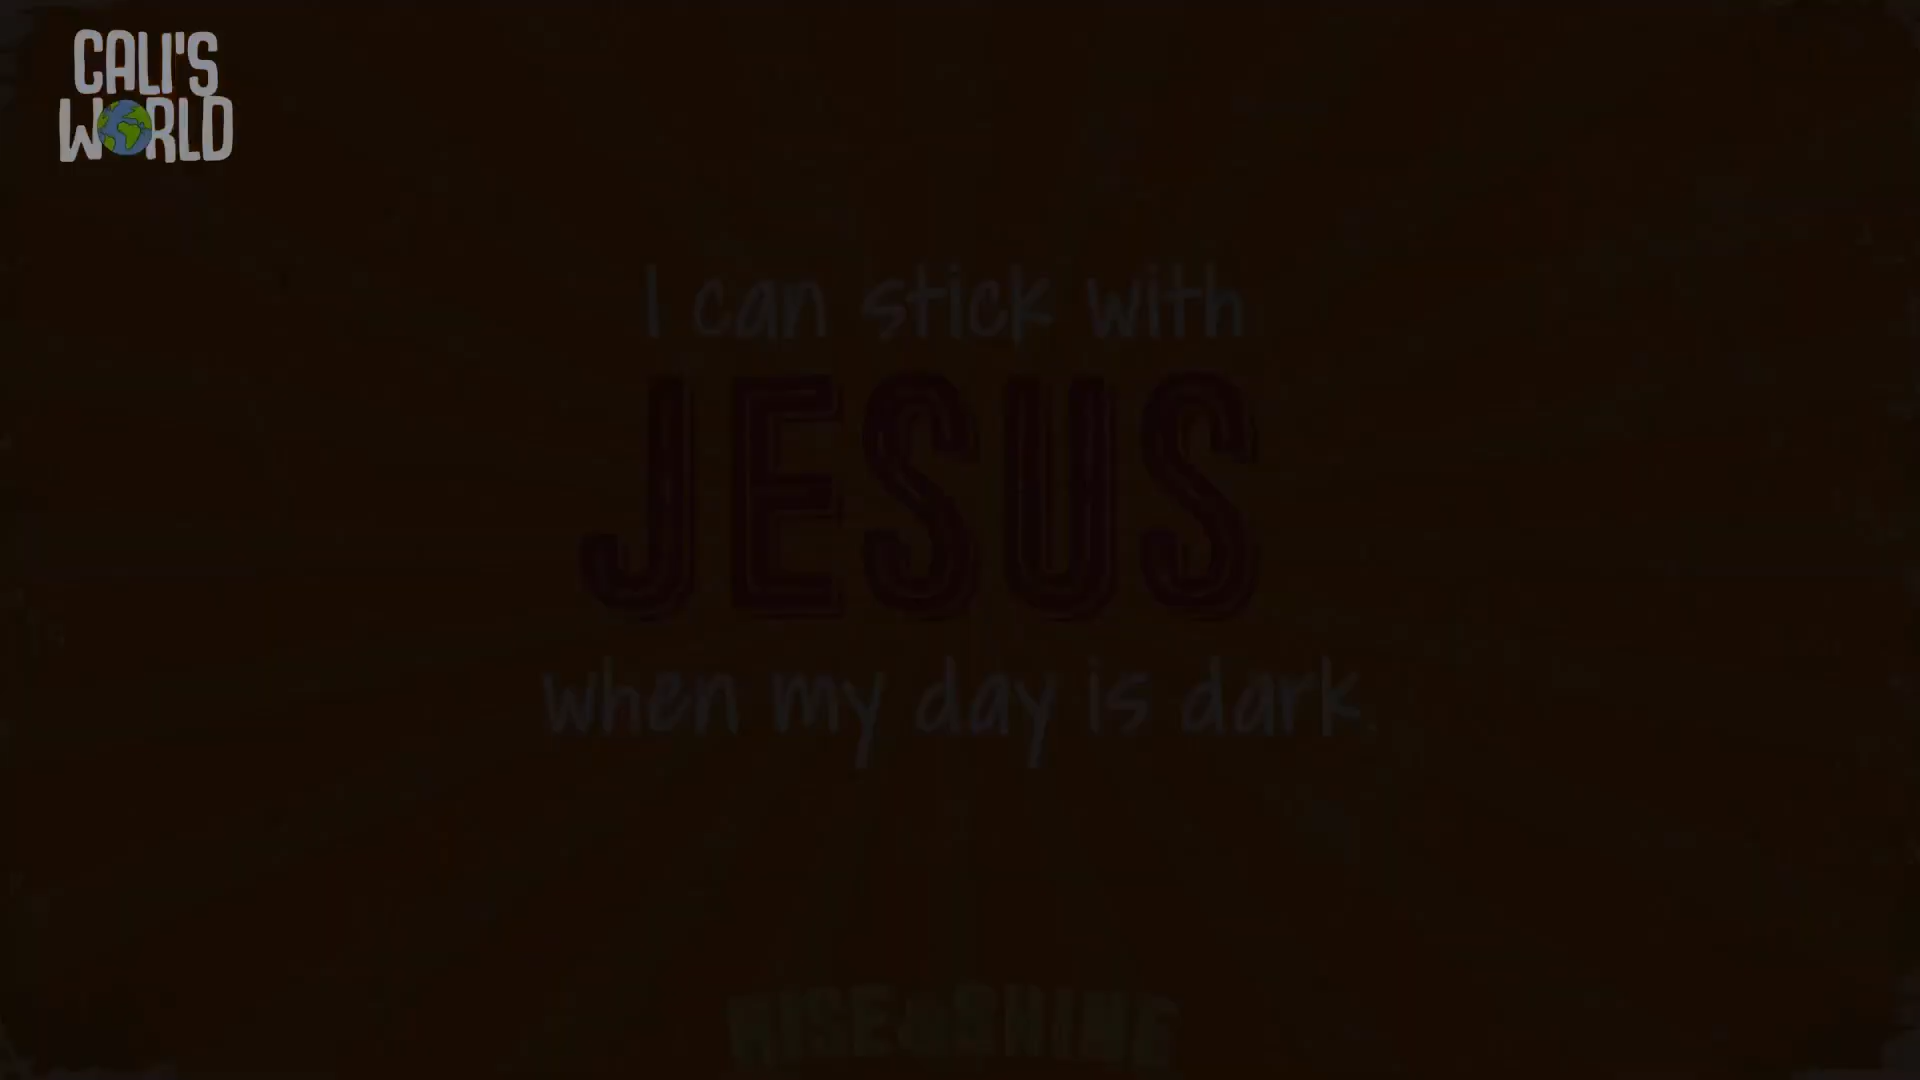 CALI'S
WORLD
I can stick with
JESUS
when my day is dark.
RISE&SHINE